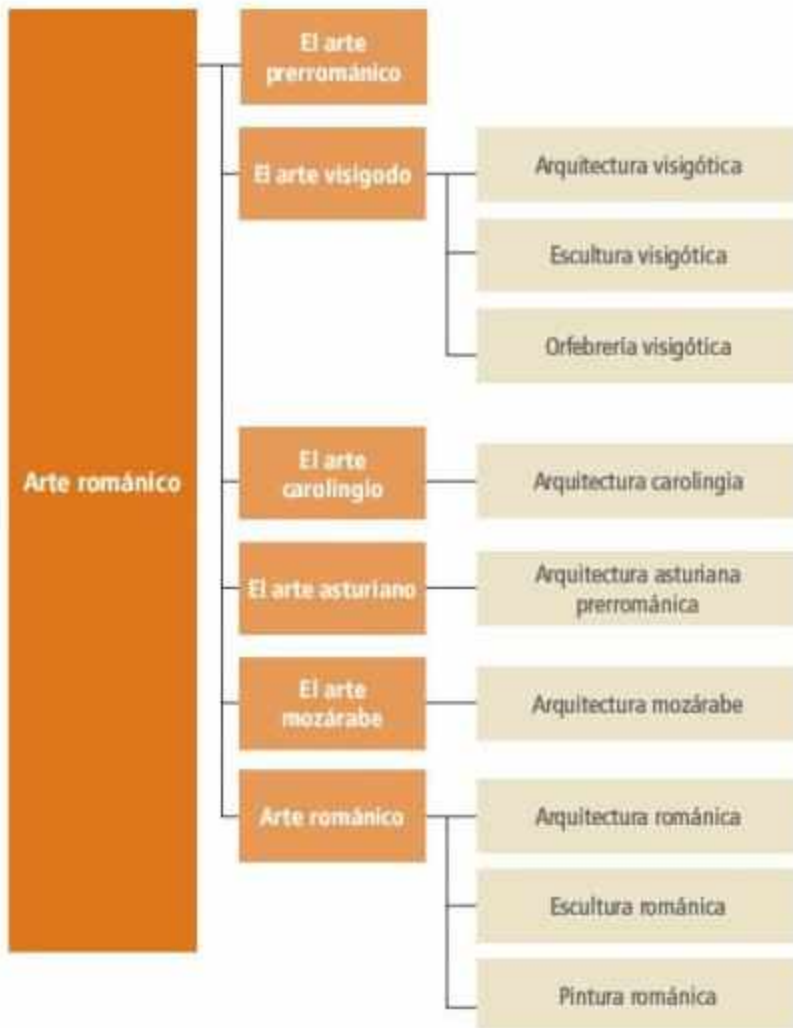 Arte románico
El arte
prerrománico
El arte visigodo
Arquitectura visigótica
Escultura visigótica
Orfebrería visigótica
El arte
carolingio
Arquitectura carolingia
El arte asturiano
Arquitectura asturiana
prerrománica
El arte
mozárabe
Arquitectura mozárabe
Arte románico
Arquitectura románica
Escultura románica
Pintura románica